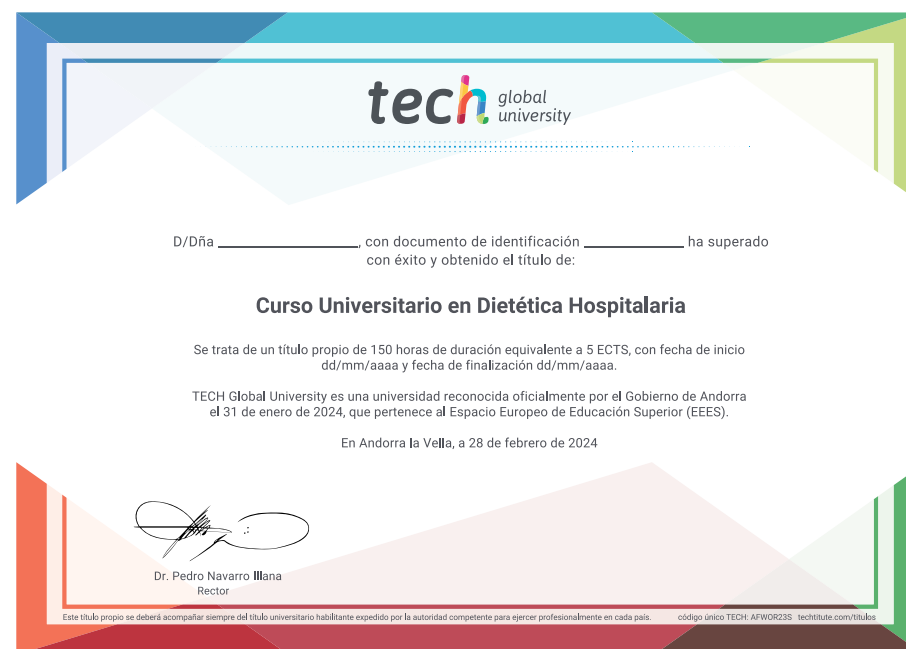 tech global university
D/Dña ____________________, con documento de identificación ______________ ha superado
con éxito y obtenido el título de:
Curso Universitario en Dietética Hospitalaria
Se trata de un título propio de 150 horas de duración equivalente a 5 ECTS, con fecha de inicio
dd/mm/aaaa y fecha de finalización dd/mm/aaaa.
TECH Global University es una universidad reconocida oficialmente por el Gobierno de Andorra
el 31 de enero de 2024, que pertenece al Espacio Europeo de Educación Superior (EEES).
En Andorra la Vella, a 28 de febrero de 2024
Dr. Pedro Navarro Illana
Rector
Este título propio se deberá acompañar siempre del título universitario habilitante expedido por la autoridad competente para ejercer profesionalmente en cada país. código único TECH: AFWOR23S techtitute.com/titulos